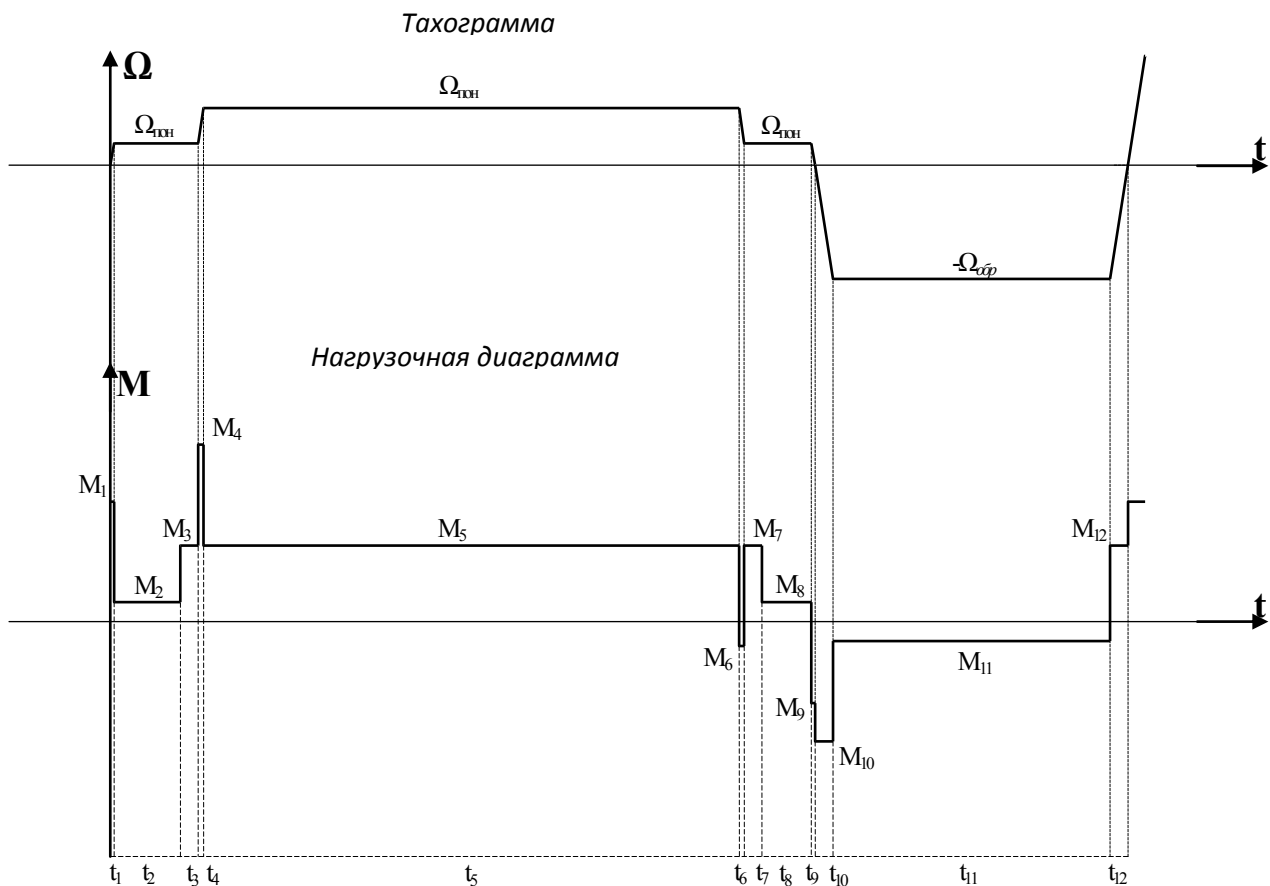 Тахограмма
Ω
Ωпон
Ωпон
Ωпон
t
-Ωобр
Нагрузочная диаграмма
M
M4
M1
M3
M5
M7
M12
M2
M8
t
M6
M11
M9
M10
t1 t2 t3 t4 t5 t6 t7 t8 t9 t10 t11 t12